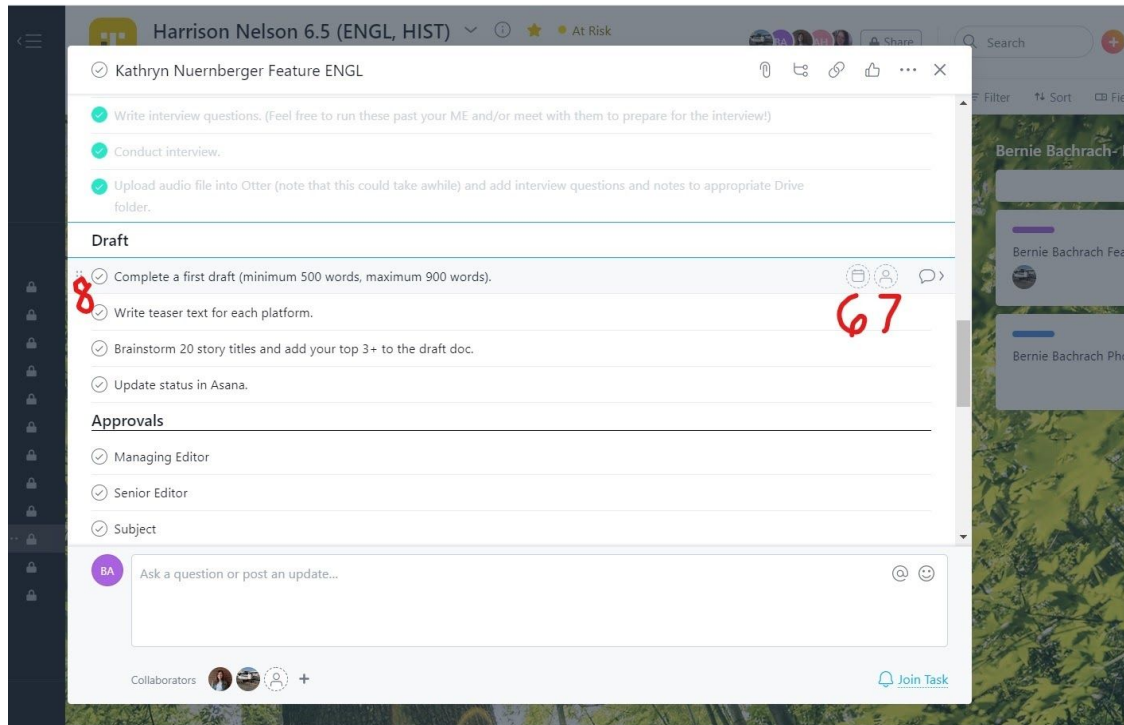 Harrison Nelson 6.5 (ENGL, HIST)
At Risk
BA
Share
Search
Kathryn Nuernberger Feature ENGL
Filter
Sort
Fie
Write interview questions. (Feel free to run these past your ME and/or meet with them to prepare for the interview!)
Conduct interview.
Upload audio file into Otter (note that this could take awhile) and add interview questions and notes to appropriate Drive
folder.
Bernie Bachrach-
Draft
Complete a first draft (minimum 500 words, maximum 900 words).
8
6 7
Write teaser text for each platform.
Brainstorm 20 story titles and add your top 3+ to the draft doc.
Update status in Asana.
Bernie Bachrach Fea
Bernie Bachrach Pho
Approvals
Managing Editor
Senior Editor
Subject
BA
Ask a question or post an update...
Collaborators
Join Task